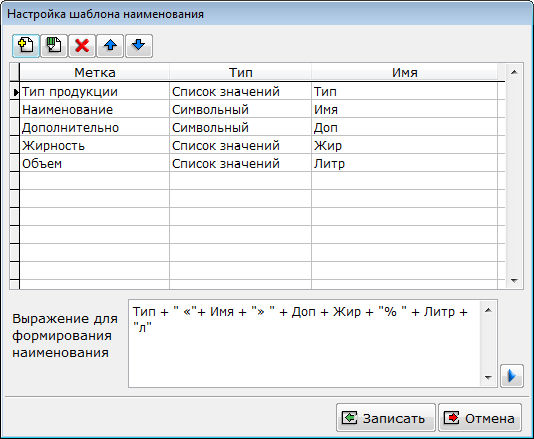 Настройка шаблона наименования
Метка Тип Имя
Тип продукции Список значений Тип
Наименование Символьный Имя
Дополнительно Символьный Доп
Жирность Список значений Жир
Объем Список значений Литр
Выражение для
формирования
наименования
Тип + " «"+ Имя + "» " + Доп + Жир + "% " + Литр +
"л"
Записать Отмена